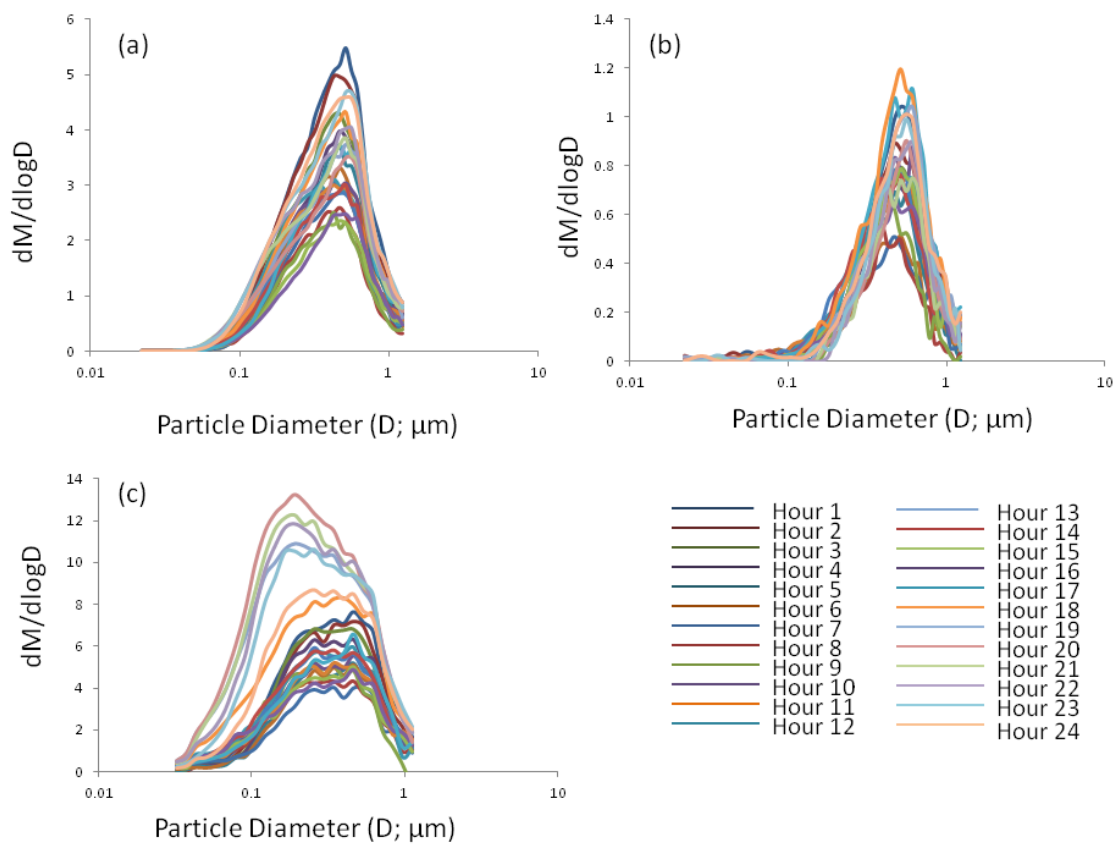 (a)
6
5
4
3
2
1
0
dM/dlogD
0.01 0.1 1 10
Particle Diameter (D; µm)
(b)
1.4
1.2
1
0.8
0.6
0.4
0.2
0
dM/dlogD
0.01 0.1 1 10
Particle Diameter (D; µm)
(c)
14
12
10
8
6
4
2
0
dM/dlogD
0.01 0.1 1 10
Particle Diameter (D; µm)
Hour 1
Hour 2
Hour 3
Hour 4
Hour 5
Hour 6
Hour 7
Hour 8
Hour 9
Hour 10
Hour 11
Hour 12
Hour 13
Hour 14
Hour 15
Hour 16
Hour 17
Hour 18
Hour 19
Hour 20
Hour 21
Hour 22
Hour 23
Hour 24